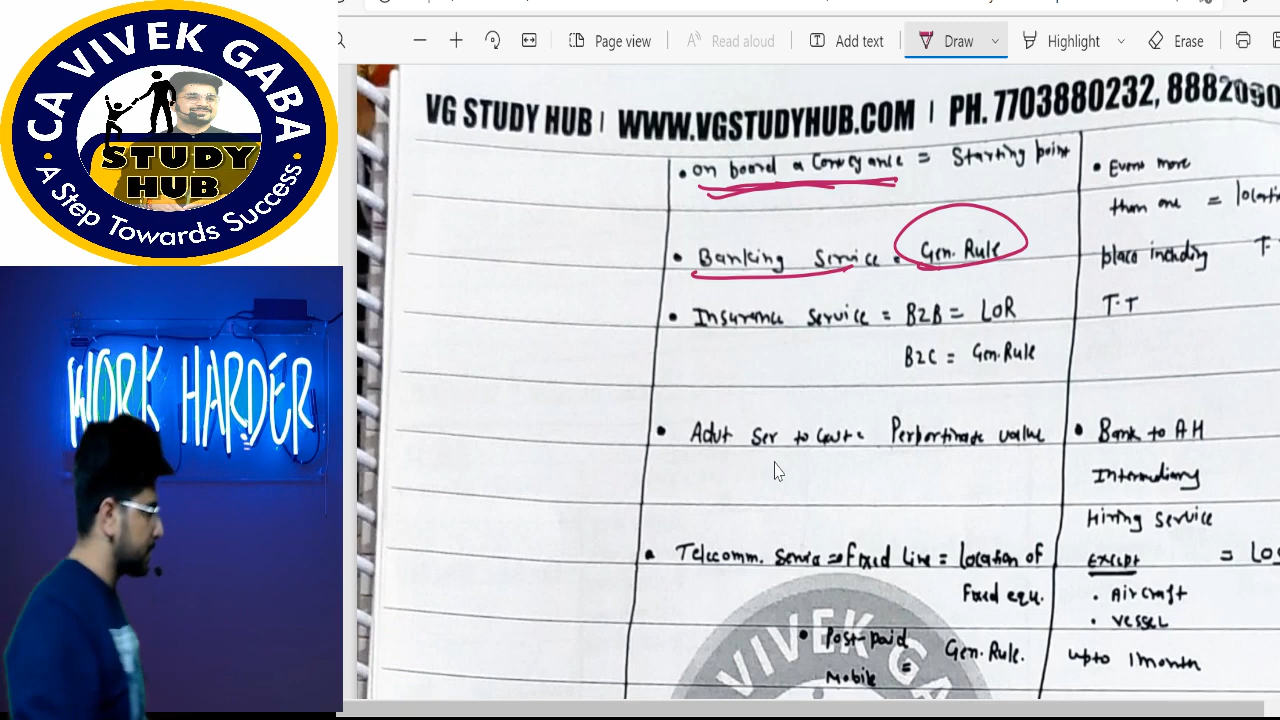 CA VIVEK GABA
STUDY
HUB
A Step Towards Success
WORK HARDER
Page view
Read aloud
Add text
Draw
Highlight
Erase
VG STUDY HUB | WWW.VGSTUDYHUB.COM | PH. 7703880232, 8882090
• on board a Conveyance = Starting point
• Banking Service = Gen. Rule
• Insurance Service = B2B = LOR
B2C = Gen. Rule
• Advt Ser to Govt =
value
• Telecomm. Service => Fixed Line = Location of
Fixed equ.
• Post-paid
Mobile = Gen. Rule.
• Event more
than one =
place including T.
T.T
• Bank to AH
Intermediary
Hiring Service
Except =
• Aircraft
• Vessel
upto 1 month
VIVEK GA